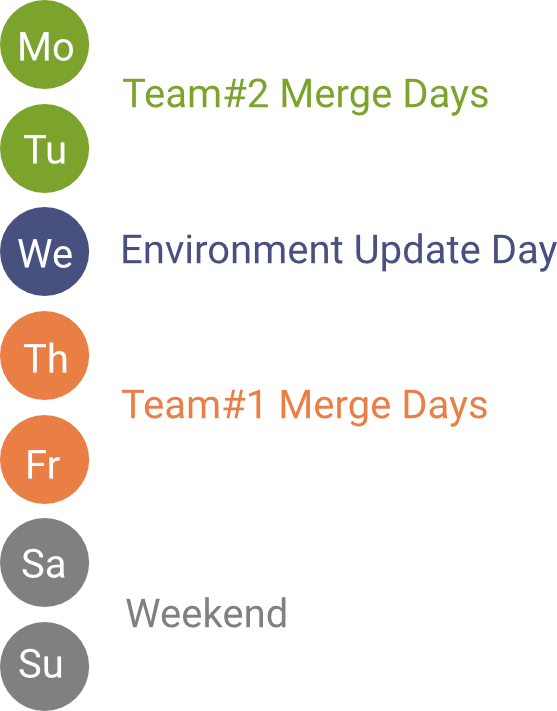 Mo
Team#2 Merge Days
Tu
We
Environment Update Day
Th
Team#1 Merge Days
Fr
Sa
Weekend
Su